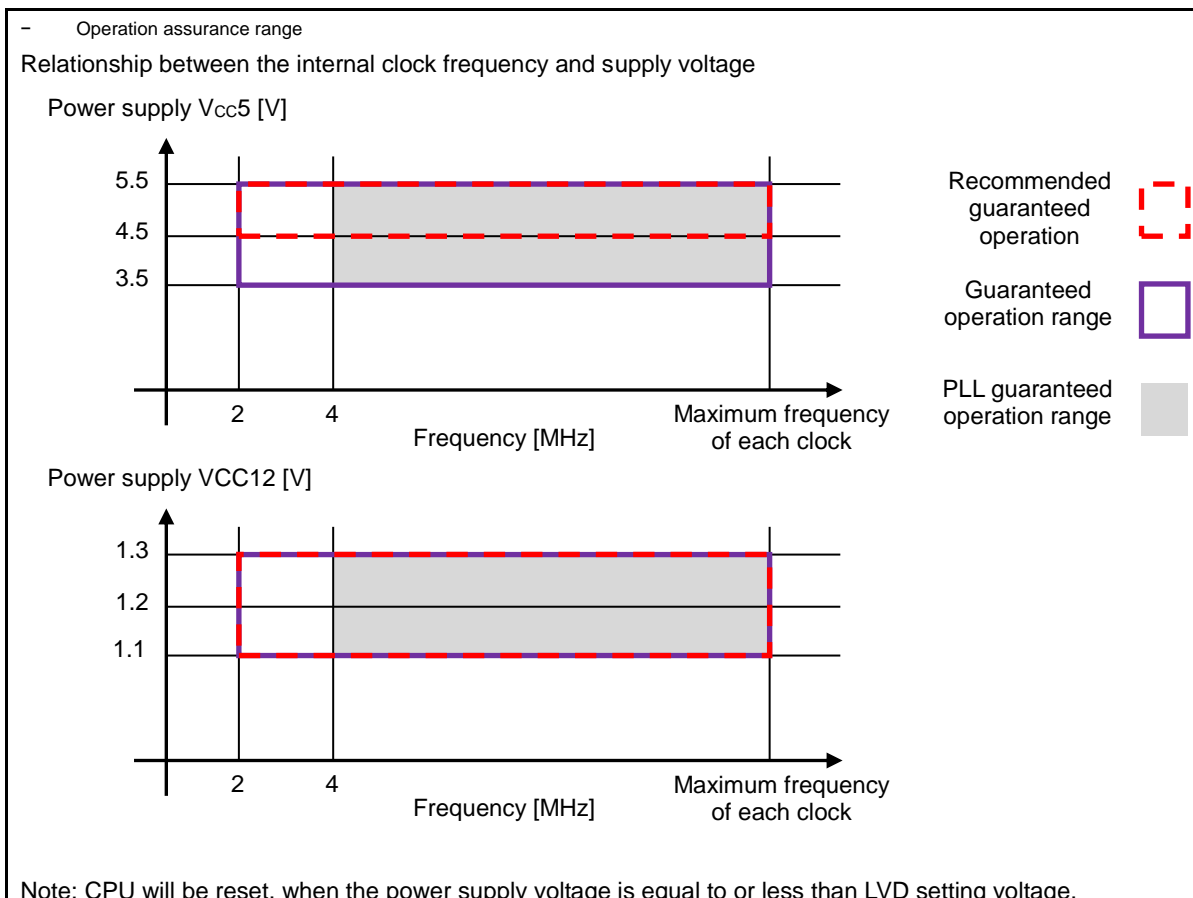 − Operation assurance range
Relationship between the internal clock frequency and supply voltage
Power supply VCC5 [V]
5.5
4.5
3.5
2
4
Frequency [MHz]
Maximum frequency
of each clock
Recommended
guaranteed
operation
Guaranteed
operation range
PLL guaranteed
operation range
Power supply VCC12 [V]
1.3
1.2
1.1
2
4
Frequency [MHz]
Maximum frequency
of each clock
Note: CPU will be reset, when the power supply voltage is equal to or less than LVD setting voltage.